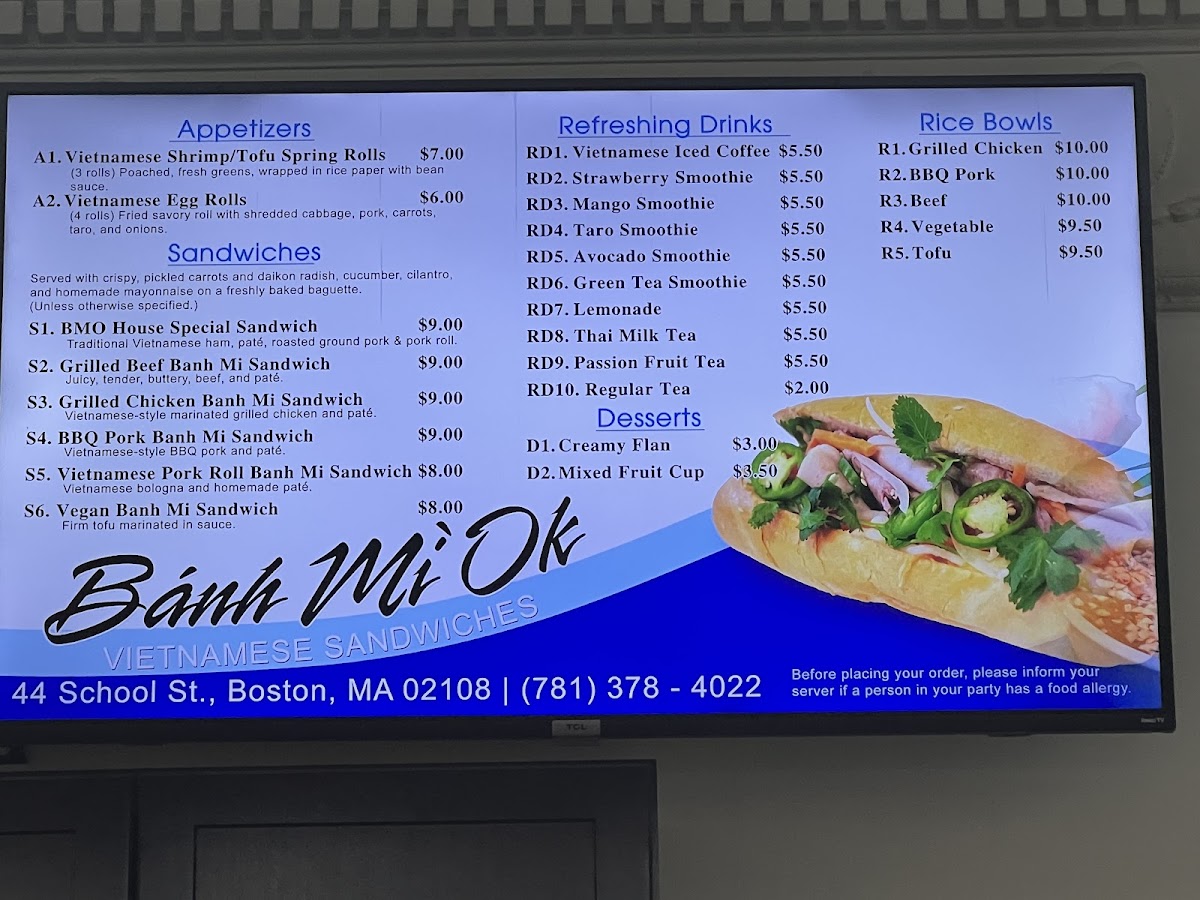 Appetizers
A1. Vietnamese Shrimp/Tofu Spring Rolls $7.00
(3 rolls) Poached, fresh greens, wrapped in rice paper with bean
sauce.
A2. Vietnamese Egg Rolls $6.00
(4 rolls) Fried savory roll with shredded cabbage, pork, carrots,
taro, and onions.
Sandwiches
Served with crispy, pickled carrots and daikon radish, cucumber, cilantro,
and homemade mayonnaise on a freshly baked baguette.
(Unless otherwise specified.)
S1. BMO House Special Sandwich $9.00
Traditional Vietnamese ham, paté, roasted ground pork & pork roll.
S2. Grilled Beef Banh Mi Sandwich $9.00
Juicy, tender, buttery, beef, and paté.
S3. Grilled Chicken Banh Mi Sandwich $9.00
Vietnamese-style marinated grilled chicken and paté.
S4. BBQ Pork Banh Mi Sandwich $9.00
Vietnamese-style BBQ pork and paté.
S5. Vietnamese Pork Roll Banh Mi Sandwich $8.00
Vietnamese bologna and homemade paté.
S6. Vegan Banh Mi Sandwich $8.00
Firm tofu marinated in sauce.
Refreshing Drinks
RD1. Vietnamese Iced Coffee $5.50
RD2. Strawberry Smoothie $5.50
RD3. Mango Smoothie $5.50
RD4. Taro Smoothie $5.50
RD5. Avocado Smoothie $5.50
RD6. Green Tea Smoothie $5.50
RD7. Lemonade $5.50
RD8. Thai Milk Tea $5.50
RD9. Passion Fruit Tea $5.50
RD10. Regular Tea $2.00
Desserts
D1. Creamy Flan $3.00
D2. Mixed Fruit Cup $3.50
Rice Bowls
R1. Grilled Chicken $10.00
R2. BBQ Pork $10.00
R3. Beef $10.00
R4. Vegetable $9.50
R5. Tofu $9.50
Bánh Mì Ok
VIETNAMESE SANDWICHES
44 School St., Boston, MA 02108 | (781) 378 - 4022
Before placing your order, please inform your
server if a person in your party has a food allergy.
TCL
Roku TV